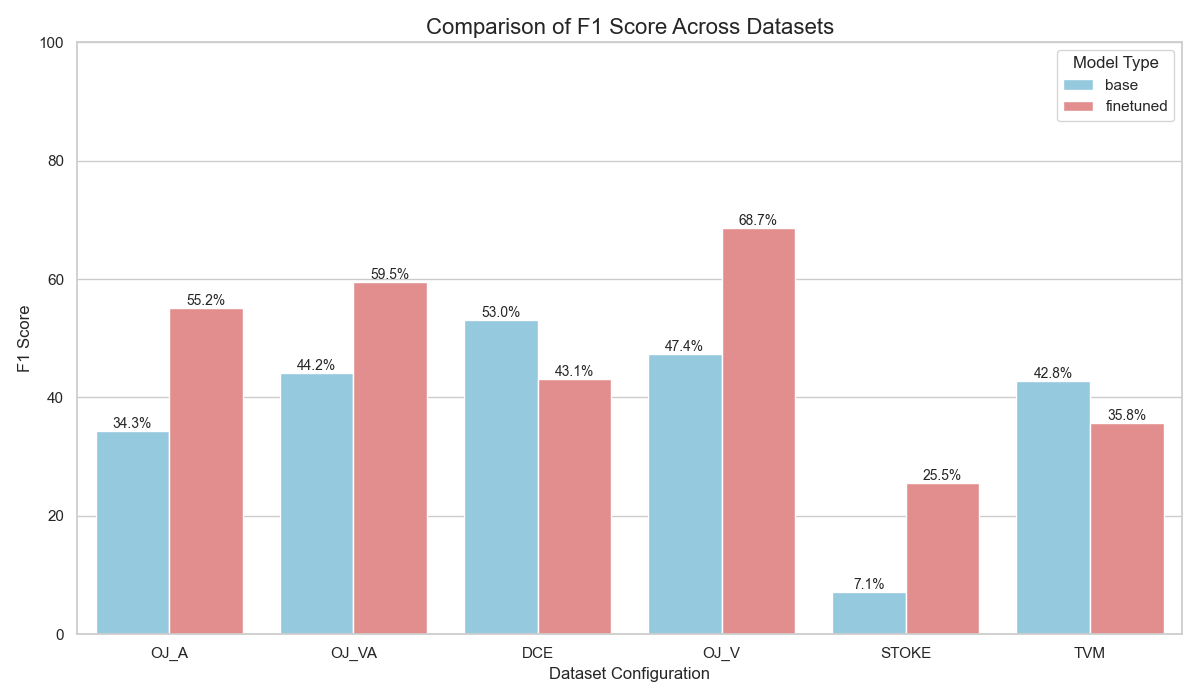 Comparison of F1 Score Across Datasets
Model Type
base
finetuned
F1 Score
100
80
60
40
20
0
34.3%
55.2%
44.2%
59.5%
53.0%
43.1%
47.4%
68.7%
7.1%
25.5%
42.8%
35.8%
OJ_A
OJ_VA
DCE
OJ_V
STOKE
TVM
Dataset Configuration